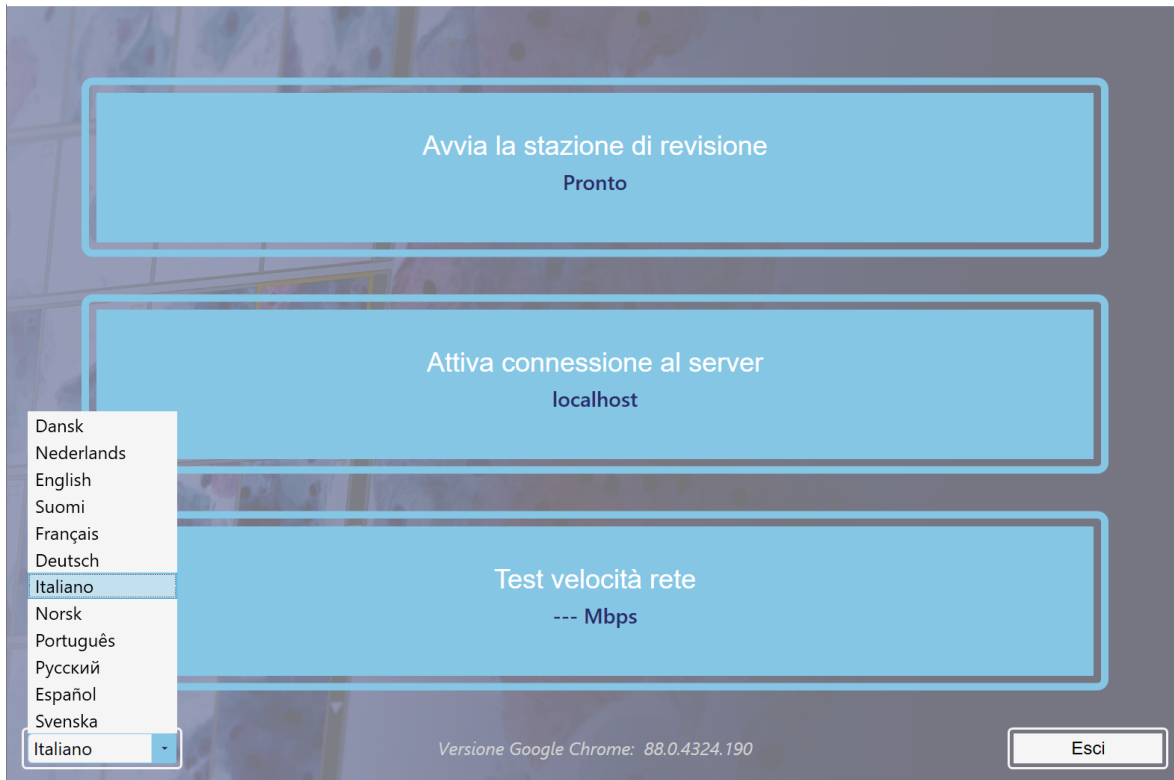 Avvia la stazione di revisione
Pronto
Attiva connessione al server
localhost
Test velocità rete
--- Mbps
Dansk
Nederlands
English
Suomi
Français
Deutsch
Italiano
Norsk
Português
Русский
Español
Svenska
Italiano
Versione Google Chrome: 88.0.4324.190
Esci